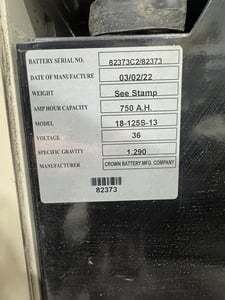 BATTERY SERIAL NO. 82373C2/82373
DATE OF MANUFACTURE 03/02/22
WEIGHT See Stamp
AMP HOUR CAPACITY 750 A.H.
MODEL 18-125S-13
VOLTAGE 36
SPECIFIC GRAVITY 1.290
MANUFACTURER CROWN BATTERY MFG. COMPANY
82373